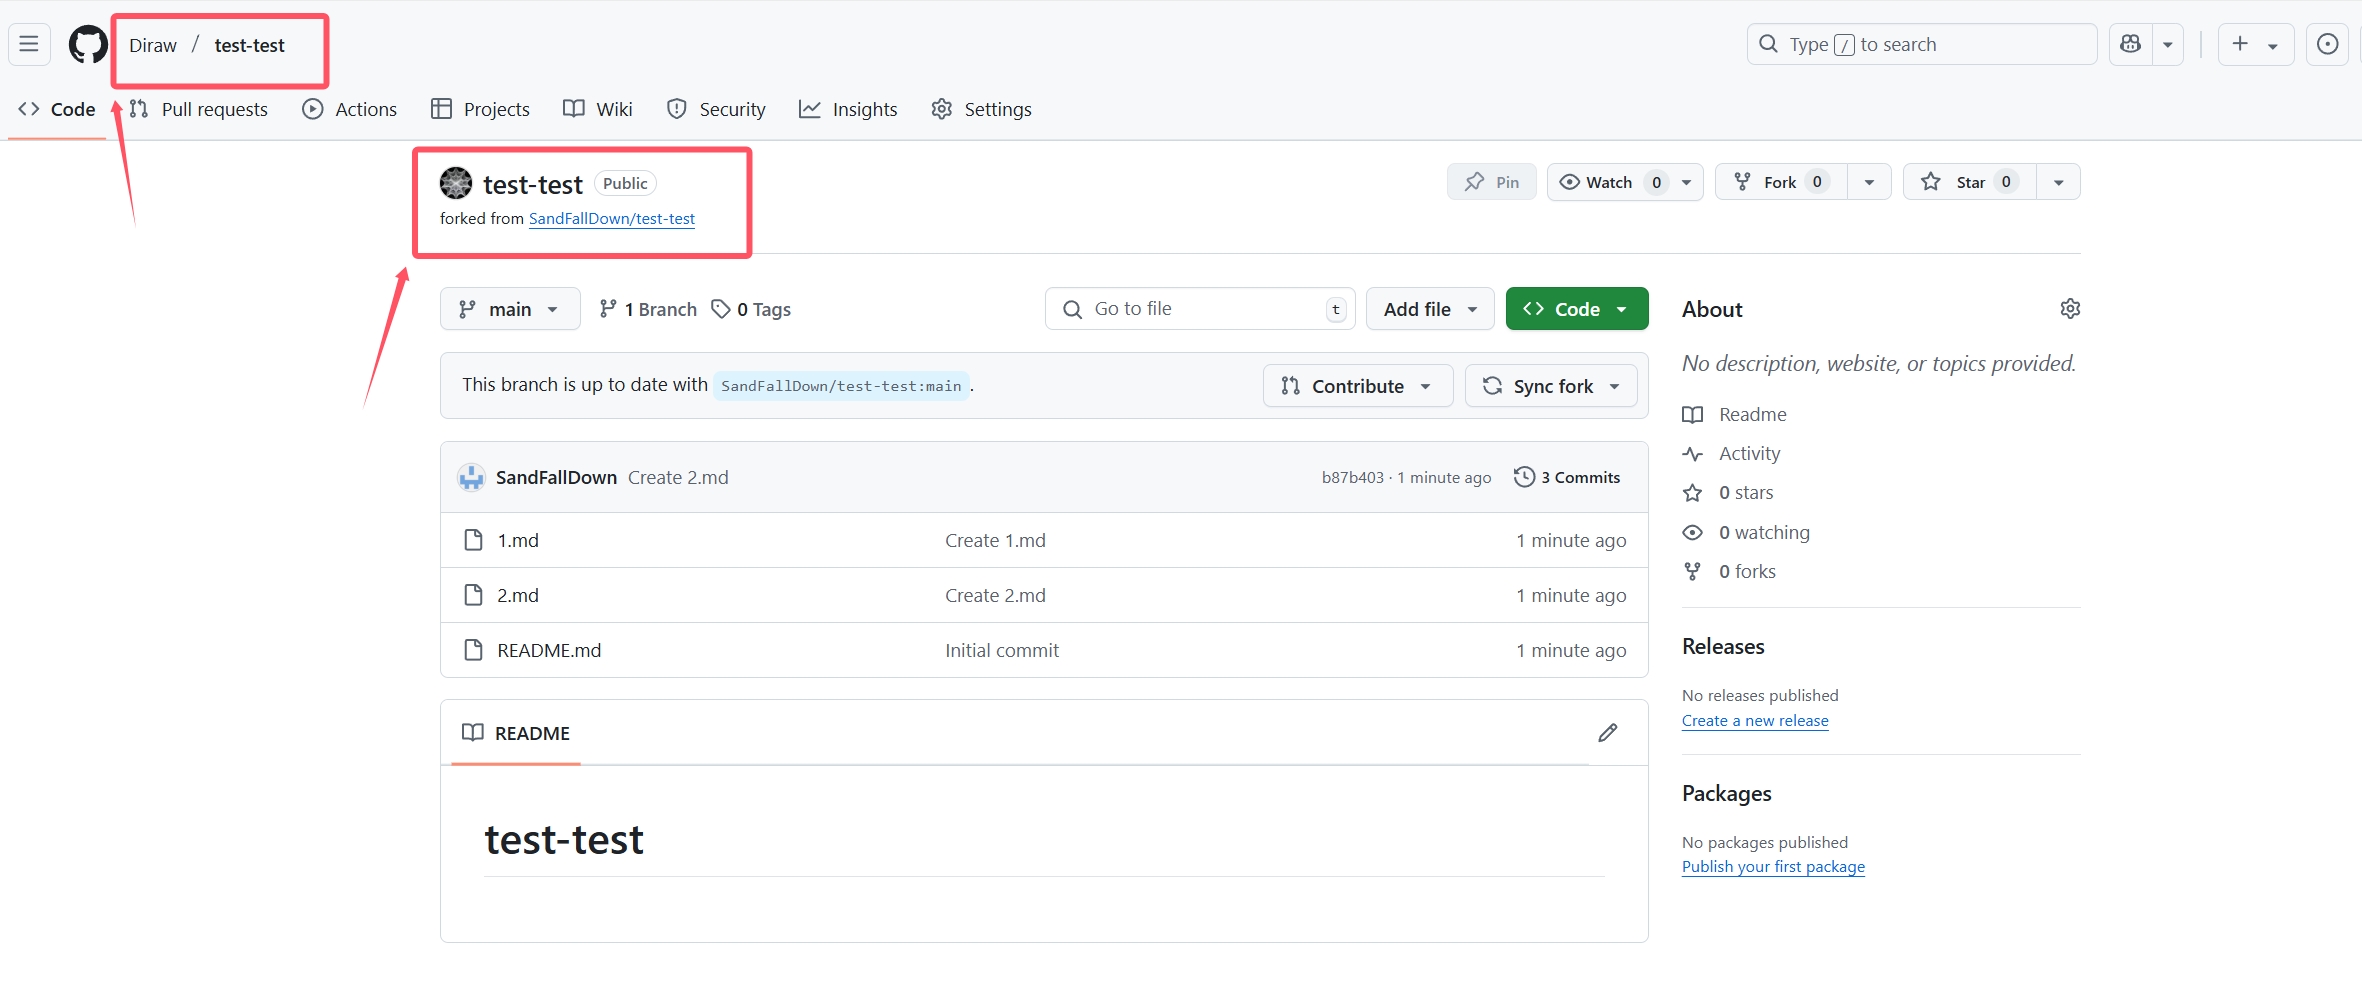 Diraw / test-test
Type / to search
Code Pull requests Actions Projects Wiki Security Insights Settings
test-test Public
forked from SandFallDown/test-test
Pin Watch 0 Fork 0 Star 0
main 1 Branch 0 Tags
Go to file t Add file Code
This branch is up to date with SandFallDown/test-test:main.
Contribute Sync fork
SandFallDown Create 2.md b87b403 · 1 minute ago 3 Commits
1.md Create 1.md 1 minute ago
2.md Create 2.md 1 minute ago
README.md Initial commit 1 minute ago
README
test-test
About
No description, website, or topics provided.
Readme
Activity
0 stars
0 watching
0 forks
Releases
No releases published
Create a new release
Packages
No packages published
Publish your first package